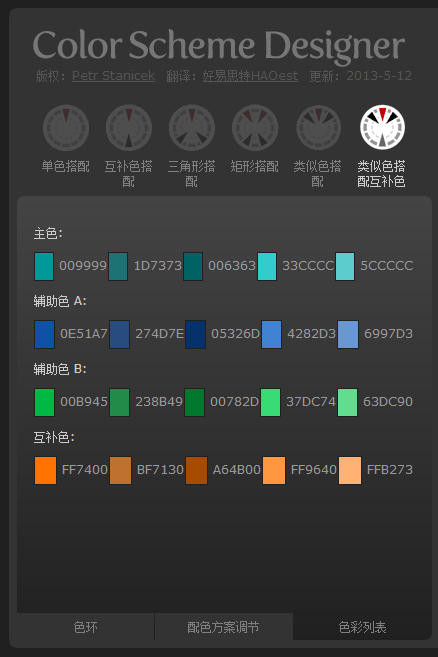 Color Scheme Designer
版权: Petr Stanicek 翻译: 好易思特HAOest 更新: 2013-5-12
单色搭配 互补色搭配 三角形搭配 矩形搭配 类似色搭配 类似色搭配互补色
主色:
009999 1D7373 006363 33CCCC 5CCCCC
辅助色 A:
0E51A7 274D7E 05326D 4282D3 6997D3
辅助色 B:
00B945 238B49 00782D 37DC74 63DC90
互补色:
FF7400 BF7130 A64B00 FF9640 FFB273
色环 配色方案调节 色彩列表